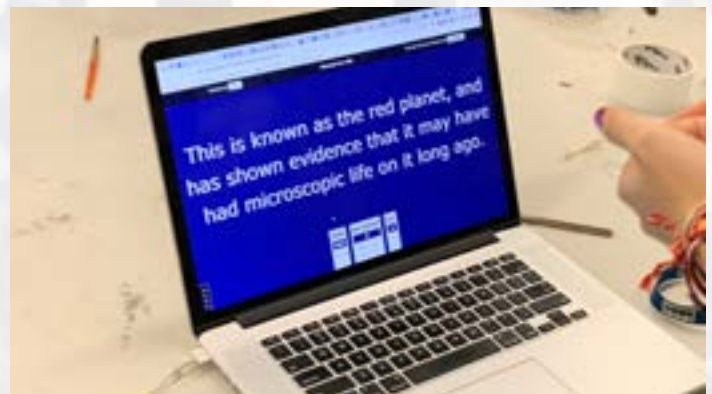 This is known as the red planet, and
has shown evidence that it may have
had microscopic life on it long ago.